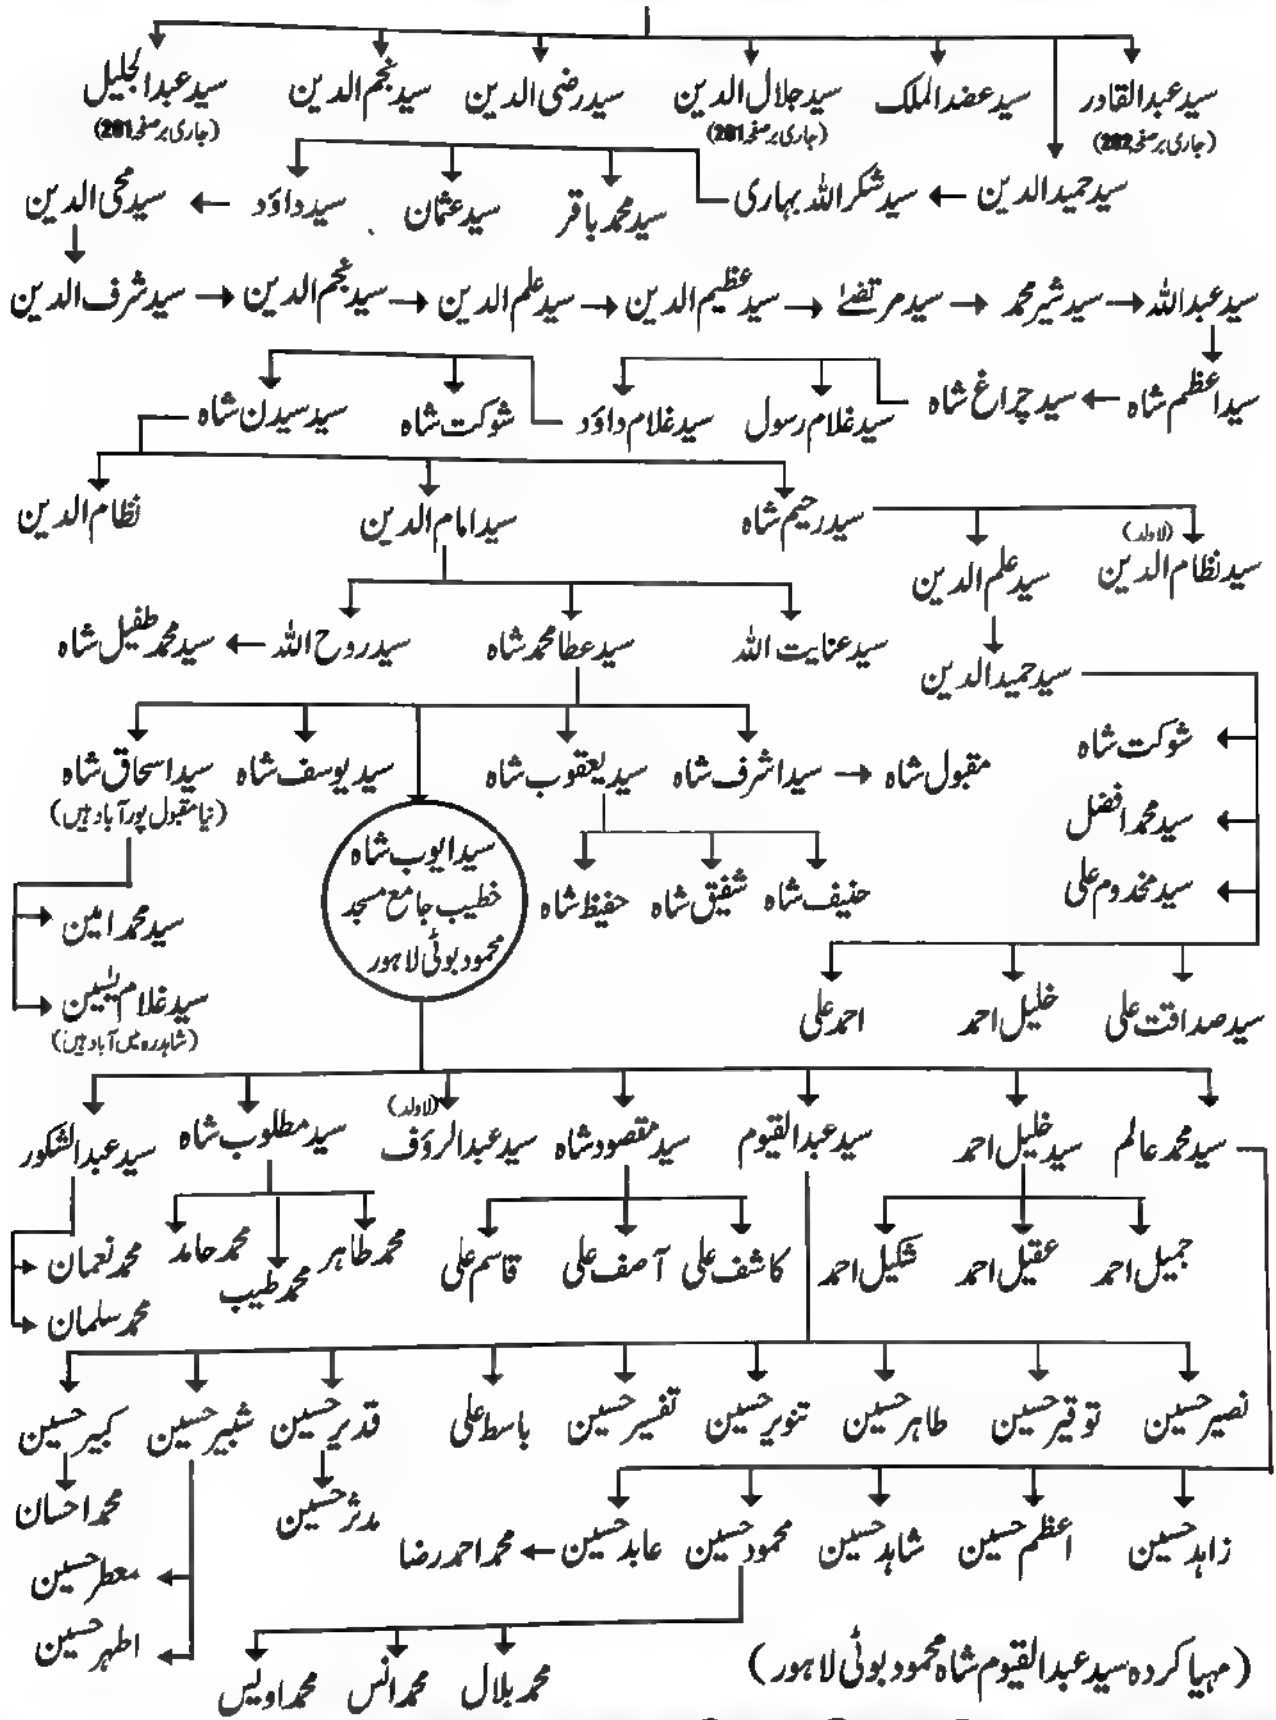 سید عبدالقادر سید عضد الملک سید جلال الدین سید رضی الدین سید نجم الدین سید عبدالجلیل
(جاری بر صفحہ 202) (جاری بر صفحہ 201) (جاری بر صفحہ 201)
سید حمید الدین ← سید شکر اللہ بہاری سید محمد باقر سید عثمان سید داؤد ← سید محی الدین
سید عبد اللہ → سید شیر محمد → سید مرتضےٰ → سید عظیم الدین → سید علم الدین → سید نجم الدین → سید شرف الدین
سید اعظم شاہ ← سید چراغ شاہ سید غلام رسول سید غلام داؤد شوکت شاہ سید سیدن شاہ
سید رحیم شاہ سید امام الدین نظام الدین
(لاولد)
سید نظام الدین سید علم الدین
سید عنایت اللہ سید عطا محمد شاہ سید روح اللہ ← سید محمد طفیل شاہ
سید حمید الدین
شوکت شاہ
سید محمد افضل
سید مخدوم علی
مقبول شاہ → سید اشرف شاہ سید یعقوب شاہ سید یوسف شاہ سید اسحاق شاہ
(نیا مقبول پور آباد ہیں)
سید ایوب شاہ
خطیب جامع مسجد
محمود بوٹی لاہور
حنیف شاہ شفیق شاہ حفیظ شاہ
سید محمد امین
سید غلام یٰسین
(شاہدرہ میں آباد ہیں)
سید صداقت علی خلیل احمد احمد علی
سید محمد عالم سید خلیل احمد سید عبدالقیوم سید مقصود شاہ سید عبدالرؤف (لاولد) سید مطلوب شاہ سید عبدالشکور
جمیل احمد عقیل احمد شکیل احمد کاشف علی آصف علی قاسم علی محمد طاہر محمد طیب محمد حامد محمد نعمان
محمد سلمان
نصیر حسین توقیر حسین طاہر حسین تنویر حسین تفسیر حسین باسط علی قدیر حسین شبیر حسین کبیر حسین
مدثر حسین محمد احسان
زاہد حسین اعظم حسین شاہد حسین محمود حسین عابد حسین ← محمد احمد رضا
معطر حسین
اطہر حسین
محمد بلال محمد انس محمد اویس
(مہیا کردہ سید عبدالقیوم شاہ محمود بوٹی لاہور)